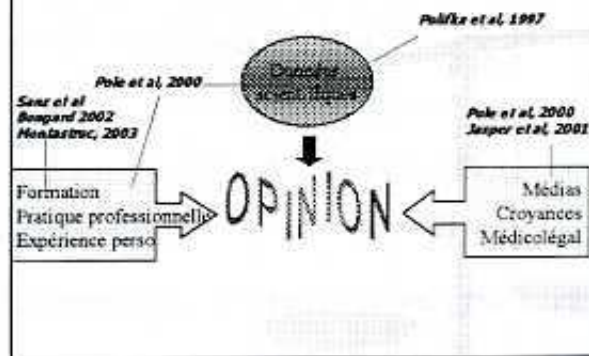 Polifka et al, 1997
Données
scientifiques
Pole et al, 2000
Sanz et al
Bongard 2002
Montastruc, 2003
Pole et al, 2000
Jasper et al, 2001
Formation
Pratique professionnelle
Expérience perso
OPINION
Médias
Croyances
Médicolégal